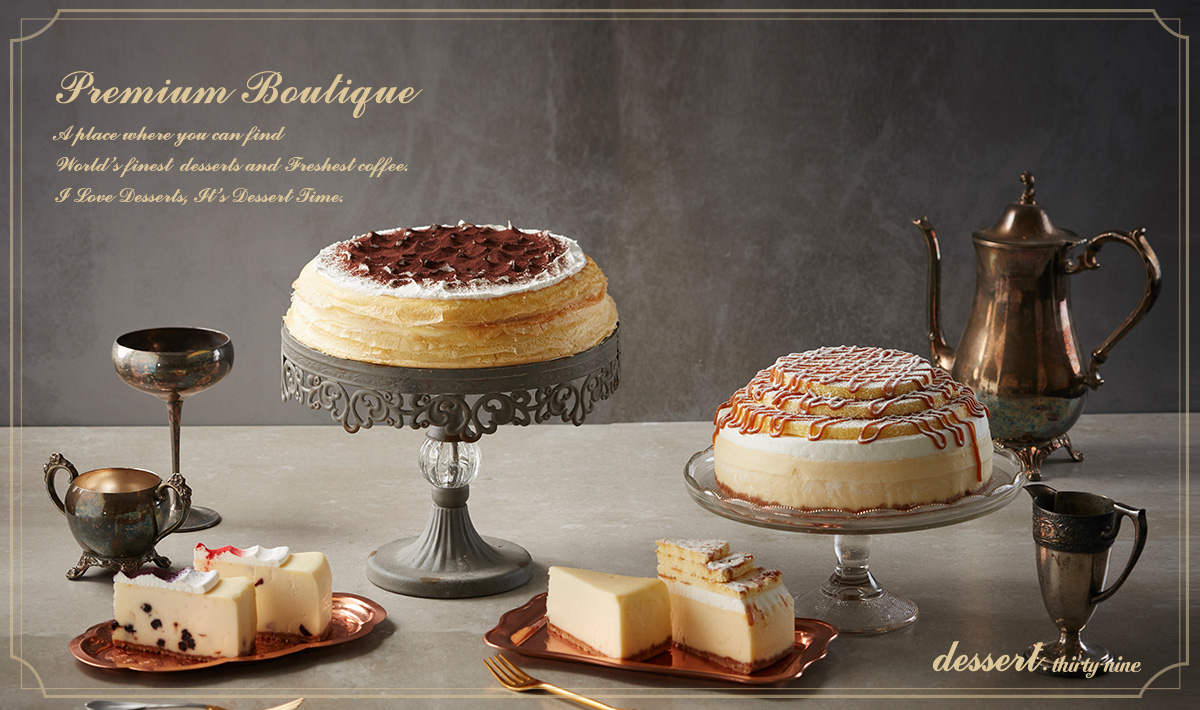 Premium Boutique
A place where you can find
World's finest desserts and Freshest coffee.
I Love Desserts, It's Dessert Time.
dessert. thirty nine